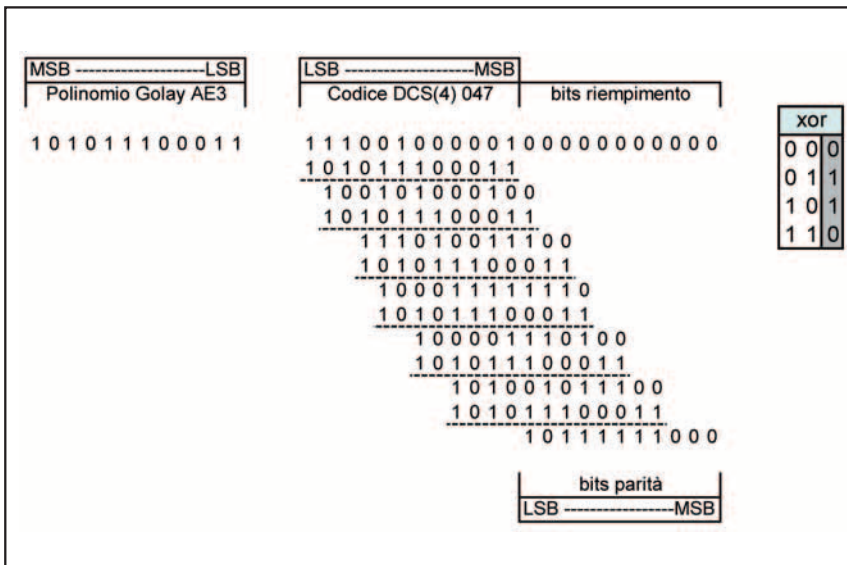 MSB ---------------------LSB
LSB ---------------------MSB
Polinomio Golay AE3
Codice DCS(4) 047
bits riempimento
xor
1 0 1 0 1 1 1 0 0 0 1 1
1 1 1 0 0 1 0 0 0 0 0 1 0 0 0 0 0 0 0 0 0 0 0
0 0 0
1 0 1 0 1 1 1 0 0 0 1 1
0 1 1
1 0 0 1 0 1 0 0 0 1 0 0
1 0 1
1 0 1 0 1 1 1 0 0 0 1 1
1 1 0
1 1 1 0 1 0 0 1 1 1 0 0
1 0 1 0 1 1 1 0 0 0 1 1
1 0 0 0 1 1 1 1 1 1 1 0
1 0 1 0 1 1 1 0 0 0 1 1
1 0 0 0 0 1 1 1 0 1 0 0
1 0 1 0 1 1 1 0 0 0 1 1
1 0 1 0 0 1 0 1 1 1 0 0
1 0 1 0 1 1 1 0 0 0 1 1
1 0 1 1 1 1 1 1 0 0 0
bits parità
LSB -------------------MSB